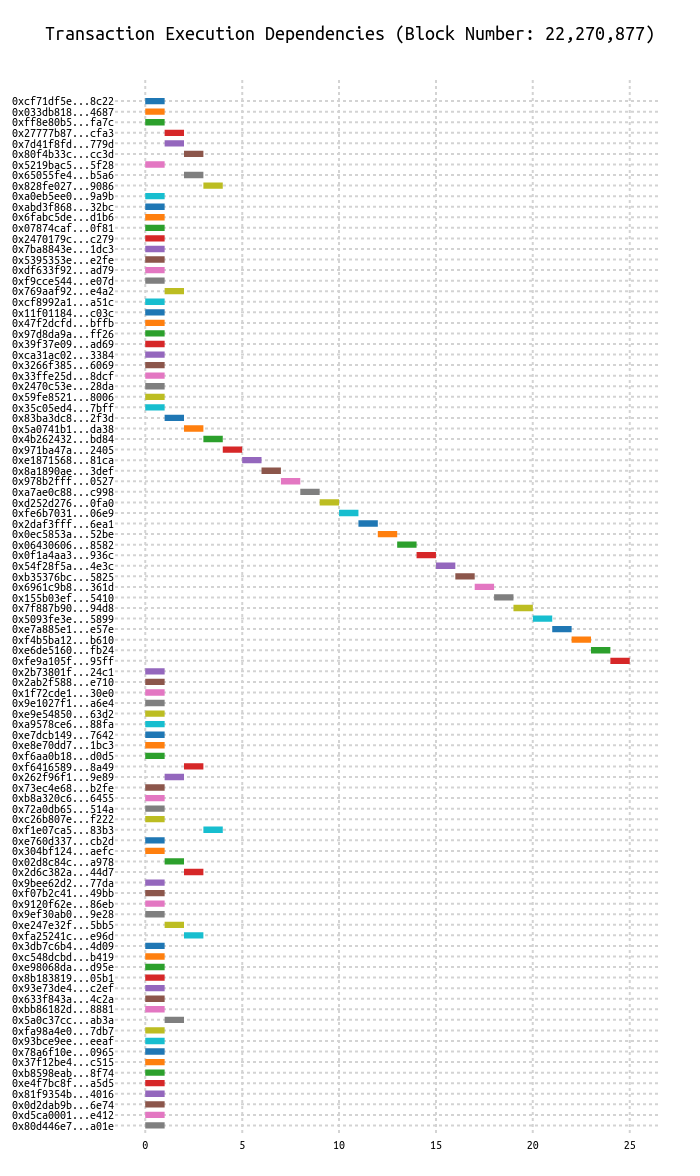 Transaction Execution Dependencies (Block Number: 22,270,877)
0xcf71df5e...8c22
0x033db818...4687
0xff8e80b5...fa7c
0x27777b87...cfa3
0x7d41f8fd...779d
0x80f4b33c...cc3d
0x5219bac5...5f28
0x65055fe4...b5a6
0x828fe027...9086
0xa0eb5ee0...9a9b
0xabd3f868...32bc
0x6fabc5de...d1b6
0x07874caf...0f81
0x2470179c...c279
0x7ba8843e...1dc3
0x5395353e...e2fe
0xdf633f92...ad79
0xf9cce544...e07d
0x769aaf92...e4a2
0xcf8992a1...a51c
0x11f01184...c03c
0x47f2dcfd...bffb
0x97d8da9a...ff26
0x39f37e09...ad69
0xca31ac02...3384
0x3266f385...6069
0x33ffe25d...8dcf
0x2470c53e...28da
0x59fe8521...8006
0x35c05ed4...7bff
0x83ba3dc8...2f3d
0x5a0741b1...da38
0x4b262432...bd84
0x971ba47a...2405
0xe1871568...81ca
0x8a1890ae...3def
0x978b2fff...0527
0xa7ae0c88...c998
0xd252d276...0fa0
0xfe6b7031...06e9
0x2daf3fff...6ea1
0x0ec5853a...52be
0x06430606...8582
0x0f1a4aa3...936c
0x54f28f5a...4e3c
0xb35376bc...5825
0x6961c9b8...361d
0x155b03ef...5410
0x7f887b90...94d8
0x5093fe3e...5899
0xe7a885e1...e57e
0xf4b5ba12...b610
0xe6de5160...fb24
0xfe9a105f...95ff
0x2b73801f...24c1
0x2ab2f588...e710
0x1f72cde1...30e0
0x9e1027f1...a6e4
0xe9e54850...63d2
0xa9578ce6...88fa
0xe7dcb149...7642
0xe8e70dd7...1bc3
0xf6aa0b18...d0d5
0xf6416589...8a49
0x262f96f1...9e89
0x73ec4e68...b2fe
0xb8a320c6...6455
0x72a0db65...514a
0xc26b807e...f222
0xf1e07ca5...83b3
0xe760d337...cb2d
0x304bf124...aefc
0x02d8c84c...a978
0x2d6c382a...44d7
0x9bee62d2...77da
0xf07b2c41...49bb
0x9120f62e...86eb
0x9ef30ab0...9e28
0xe247e32f...5bb5
0xfa25241c...e96d
0x3db7c6b4...4d09
0xc548dcbd...b419
0xe98068da...d95e
0x8b183819...05b1
0x93e73de4...c2ef
0x633f843a...4c2a
0xbb86182d...8881
0x5a0c37cc...ab3a
0xfa98a4e0...7db7
0x93bce9ee...eeaf
0x78a6f10e...0965
0x37f12be4...c515
0xb8598eab...8f74
0xe4f7bc8f...a5d5
0x81f9354b...4016
0x0d2dab9b...6e74
0xd5ca0001...e412
0x80d446e7...a01e
0 5 10 15 20 25